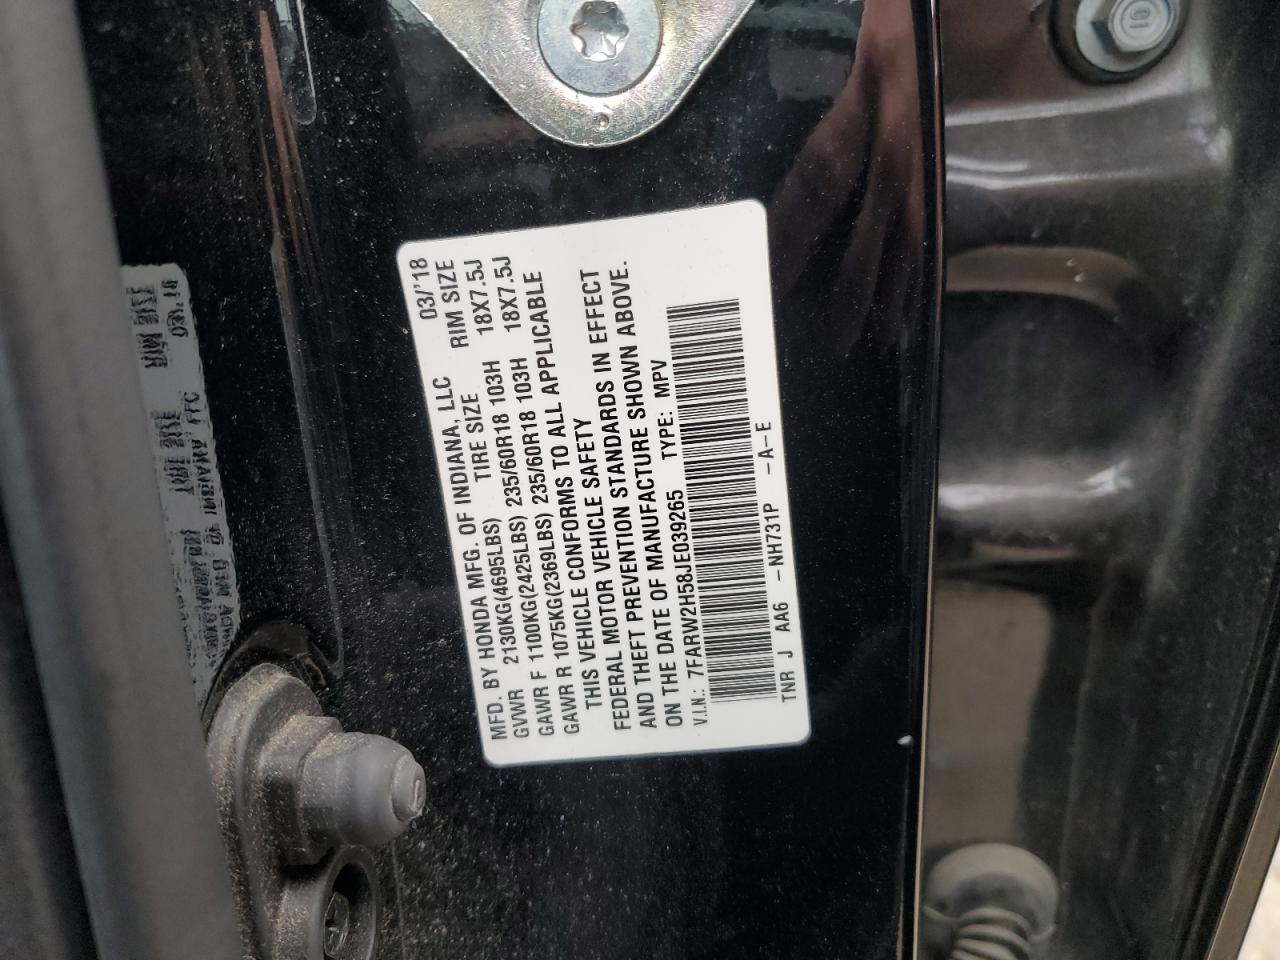 MFD. BY HONDA MFG. OF INDIANA, LLC 03/'18
GVWR 2130KG(4695LBS) TIRE SIZE RIM SIZE
GAWR F 1100KG(2425LBS) 235/60R18 103H 18X7.5J
GAWR R 1075KG(2369LBS) 235/60R18 103H 18X7.5J
THIS VEHICLE CONFORMS TO ALL APPLICABLE
FEDERAL MOTOR VEHICLE SAFETY
AND THEFT PREVENTION STANDARDS IN EFFECT
ON THE DATE OF MANUFACTURE SHOWN ABOVE.
V.I.N.: 7FARW2H58JE039265 TYPE: MPV
TNR J AA6 -NH731P -A-E